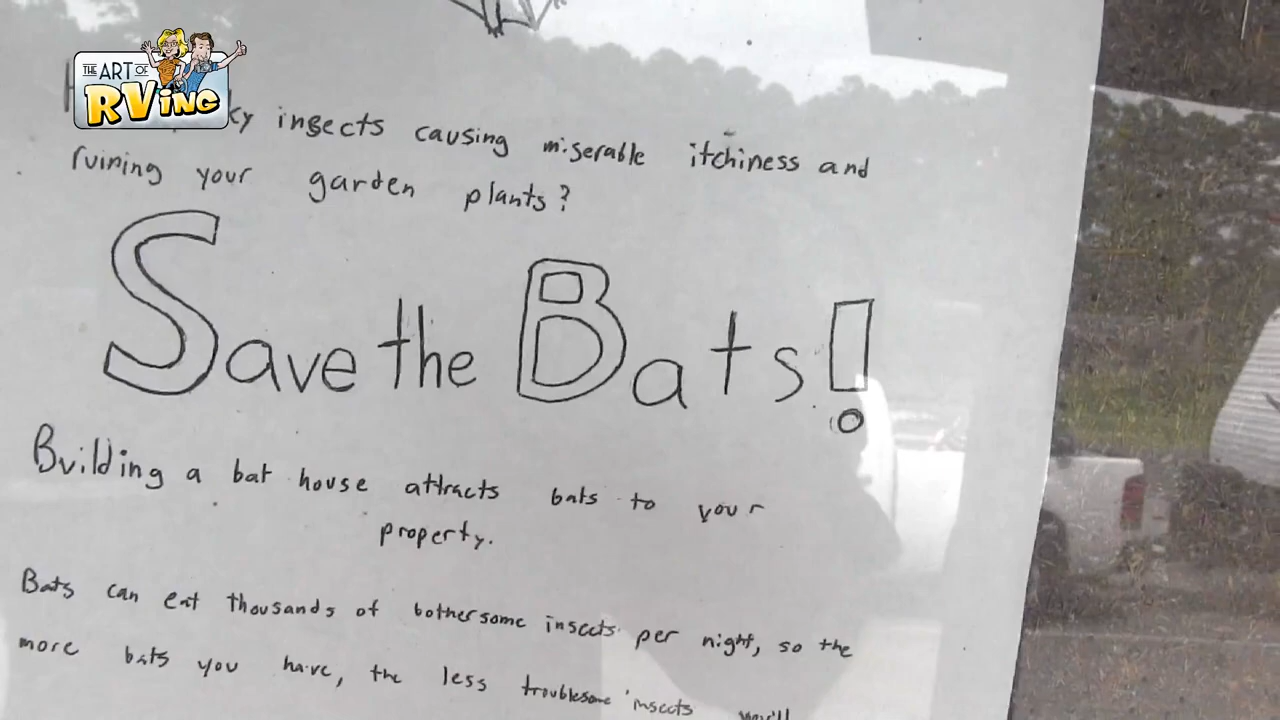 THE ART OF
RVING
insects causing miserable itchiness and
ruining your garden plants?
Save the Bats!
Building a bat house attracts bats to your
property.
Bats can eat thousands of bothersome insects per night, so the
more bats you have, the less troublesome insects you'll